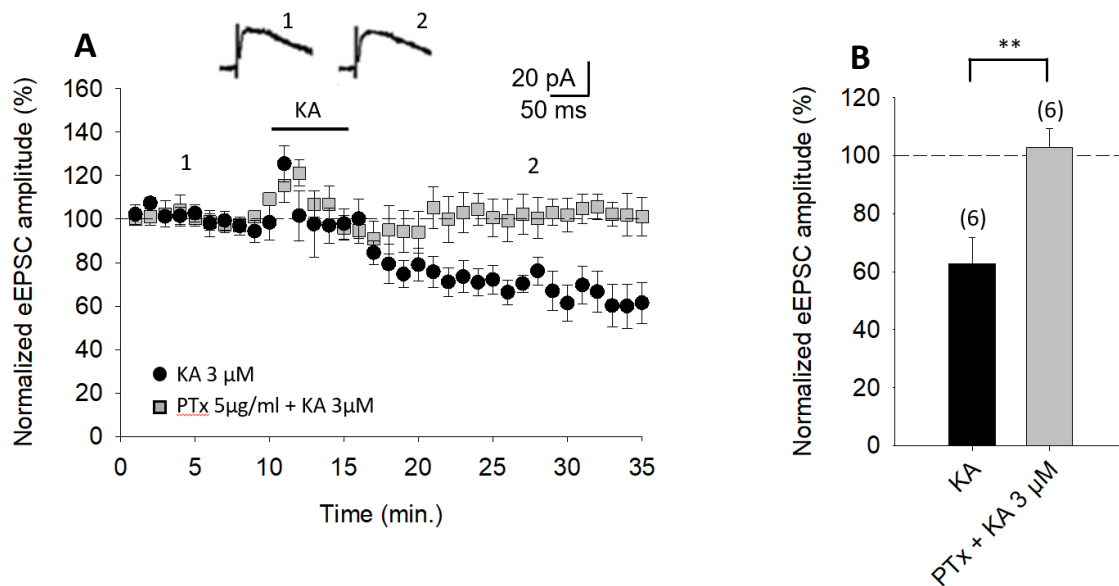 A
1
2
20 pA
50 ms
Normalized eEPSC amplitude (%)
160
140
120
100
80
60
40
20
0
KA
1
2
KA 3 µM
PTx 5µg/ml + KA 3µM
0 5 10 15 20 25 30 35
Time (min.)
B
**
Normalized eEPSC amplitude (%)
120
100
80
60
40
20
0
(6)
(6)
KA
PTx + KA 3 µM